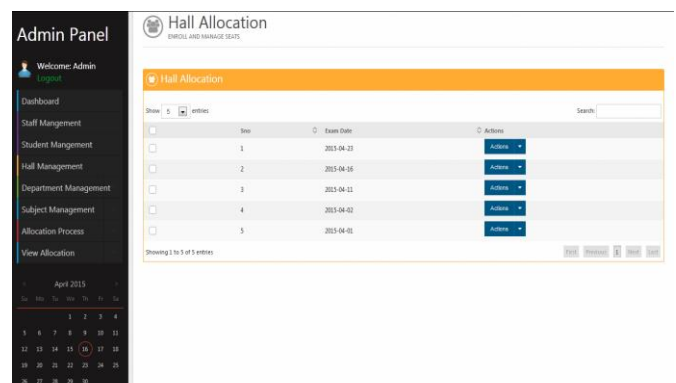 Admin Panel
Welcome: Admin
Logout
Dashboard
Staff Mangement
Student Mangement
Hall Management
Department Management
Subject Management
Allocation Process
View Allocation
April 2015
Su Mo Tu We Th Fr Sa
1 2 3 4
5 6 7 8 9 10 11
12 13 14 15 16 17 18
19 20 21 22 23 24 25
26 27 28 29 30
Hall Allocation
ENROLL AND MANAGE SEATS
Hall Allocation
Show 5 entries Search:
Sno Exam Date Actions
1 2015-04-23 Actions
2 2015-04-16 Actions
3 2015-04-11 Actions
4 2015-04-02 Actions
5 2015-04-01 Actions
Showing 1 to 5 of 5 entries First Previous 1 Next Last